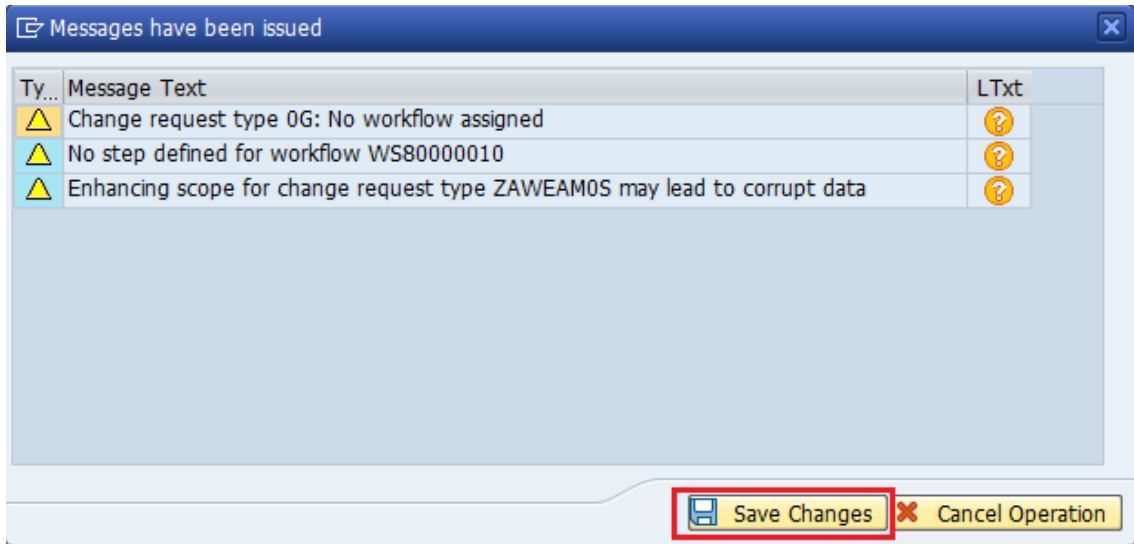 Messages have been issued
Ty... Message Text LTxt
Change request type 0G: No workflow assigned
No step defined for workflow WS80000010
Enhancing scope for change request type ZAWEAM0S may lead to corrupt data
Save Changes Cancel Operation